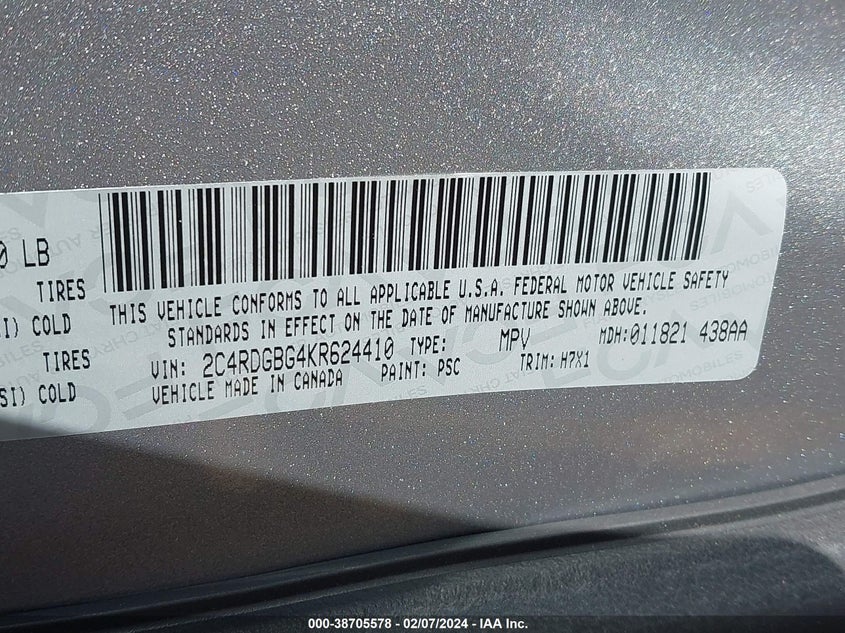 0 LB
TIRES
I) COLD
TIRES
SI) COLD
THIS VEHICLE CONFORMS TO ALL APPLICABLE U.S.A. FEDERAL MOTOR VEHICLE SAFETY
STANDARDS IN EFFECT ON THE DATE OF MANUFACTURE SHOWN ABOVE.
VIN: 2C4RDGBG4KR624410 TYPE: MPV MDH:011821 438AA
VEHICLE MADE IN CANADA PAINT: PSC TRIM: H7X1
000-38705578 - 02/07/2024 - IAA Inc.